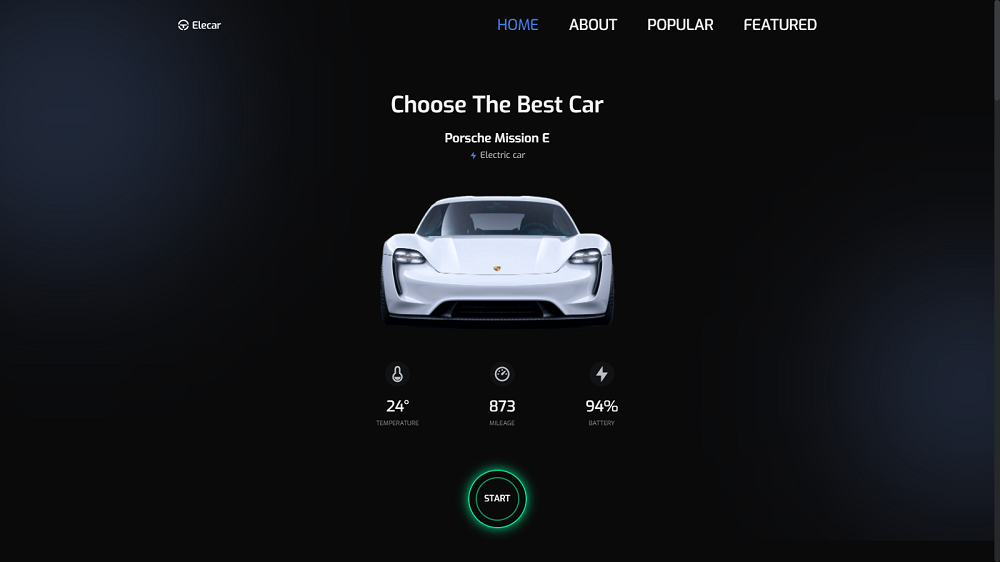 Elecar
HOME ABOUT POPULAR FEATURED
Choose The Best Car
Porsche Mission E
Electric car
24° 873 94%
TEMPERATURE MILEAGE BATTERY
START